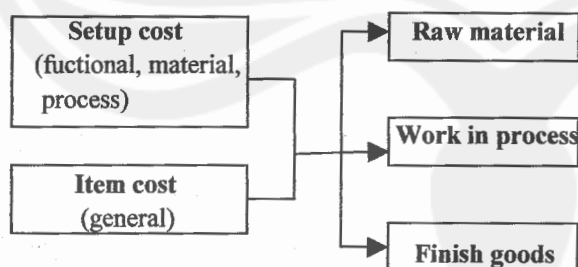 Setup cost
(fuctional, material,
process)
Item cost
(general)
Raw material
Work in process
Finish goods